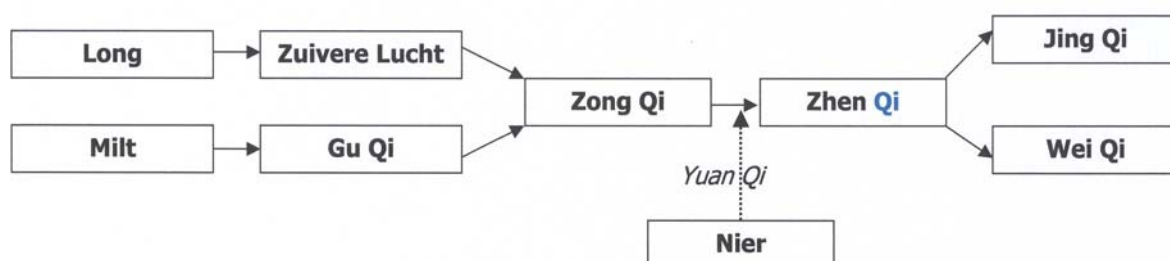 Long
Zuivere Lucht
Zong Qi
Zhen Qi
Jing Qi
Milt
Gu Qi
Wei Qi
Yuan Qi
Nier